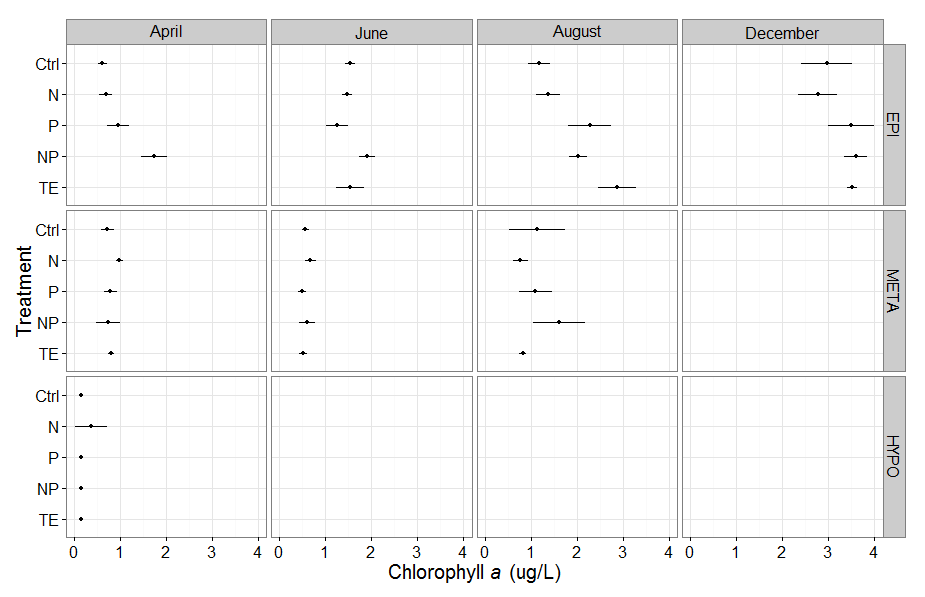 April June August December
Ctrl
N
P
NP
TE
EPI
Ctrl
N
P
NP
TE
META
Ctrl
N
P
NP
TE
HYPO
Treatment
0 1 2 3 4 0 1 2 3 4 0 1 2 3 4 0 1 2 3 4
Chlorophyll a (ug/L)